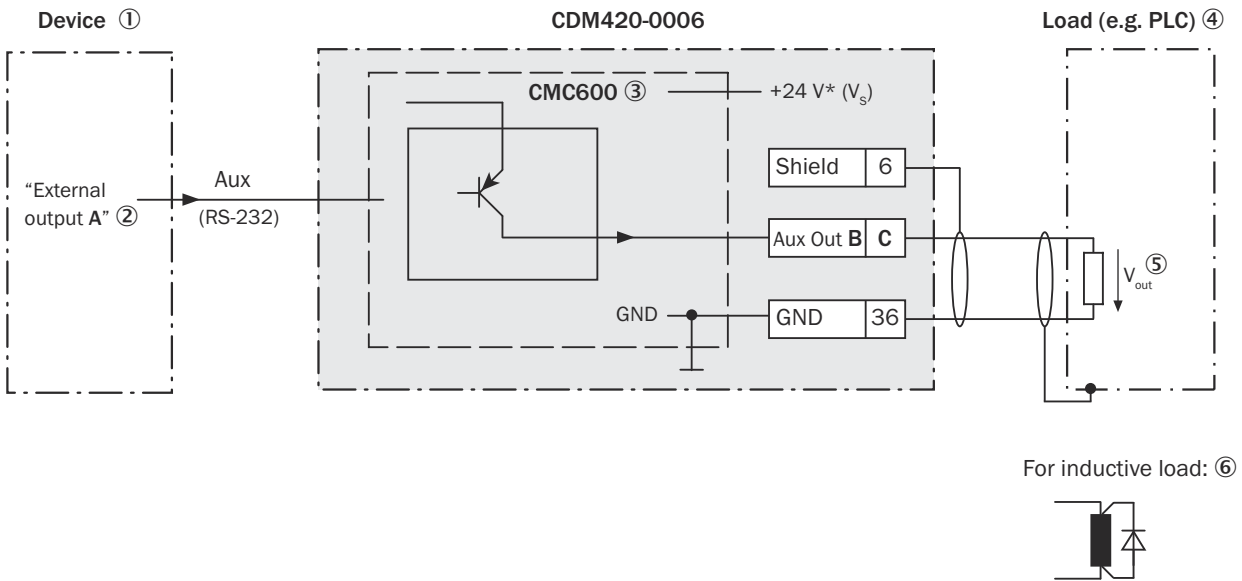 Device ①
CDM420-0006
Load (e.g. PLC) ④
CMC600 ③
+24 V* (Vₛ)
Shield 6
"External
output A" ②
Aux
(RS-232)
Aux Out B C
Vout ⑤
GND
GND 36
For inductive load: ⑥